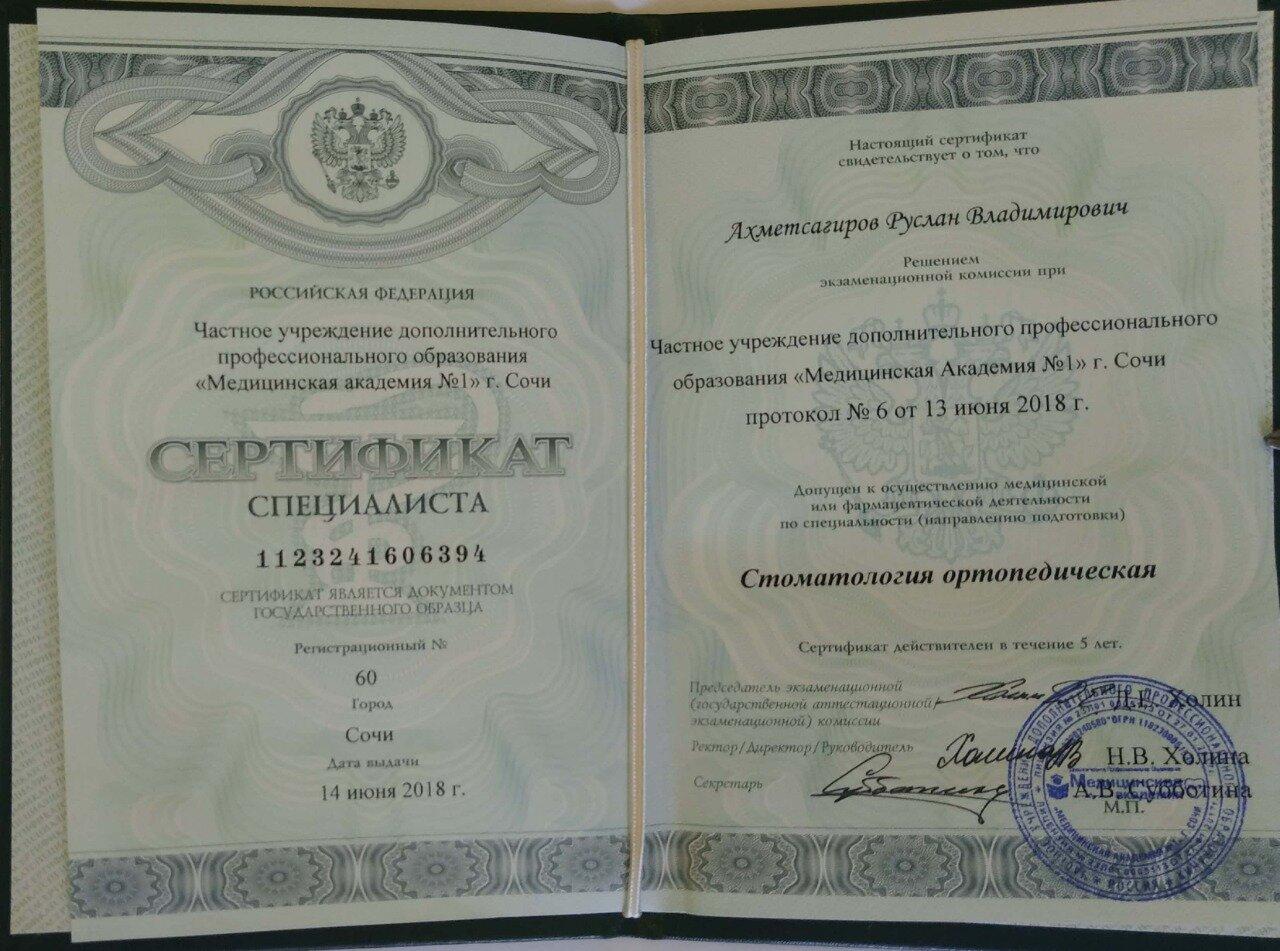 РОССИЙСКАЯ ФЕДЕРАЦИЯ
Частное учреждение дополнительного
профессионального образования
«Медицинская академия №1» г. Сочи
СЕРТИФИКАТ
СПЕЦИАЛИСТА
1123241606394
СЕРТИФИКАТ ЯВЛЯЕТСЯ ДОКУМЕНТОМ
ГОСУДАРСТВЕННОГО ОБРАЗЦА
Регистрационный №
60
Город
Сочи
Дата выдачи
14 июня 2018 г.
Настоящий сертификат
свидетельствует о том, что
Ахметсагиров Руслан Владимирович
Решением
экзаменационной комиссии при
Частное учреждение дополнительного профессионального
образования «Медицинская Академия №1» г. Сочи
протокол № 6 от 13 июня 2018 г.
Допущен к осуществлению медицинской
или фармацевтической деятельности
по специальности (направлению подготовки)
Стоматология ортопедическая
Сертификат действителен в течение 5 лет.
Председатель экзаменационной
(государственной аттестационной,
экзаменационной) комиссии
Холин
Ректор/Директор/Руководитель
Н.В. Холина
Секретарь
А.В. Субботина
М.П.
Медицинская
академия